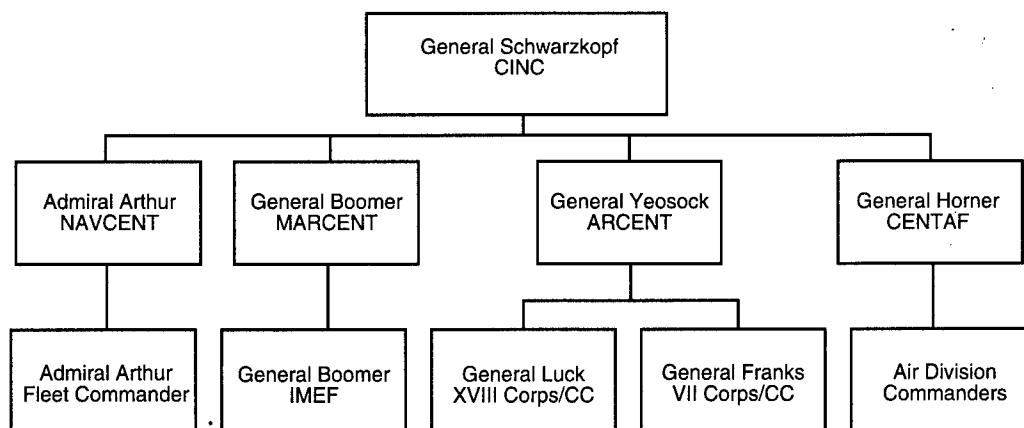 General Schwarzkopf
CINC
Admiral Arthur
NAVCENT
General Boomer
MARCENT
General Yeosock
ARCENT
General Horner
CENTAF
Admiral Arthur
Fleet Commander
General Boomer
IMEF
General Luck
XVIII Corps/CC
General Franks
VII Corps/CC
Air Division
Commanders